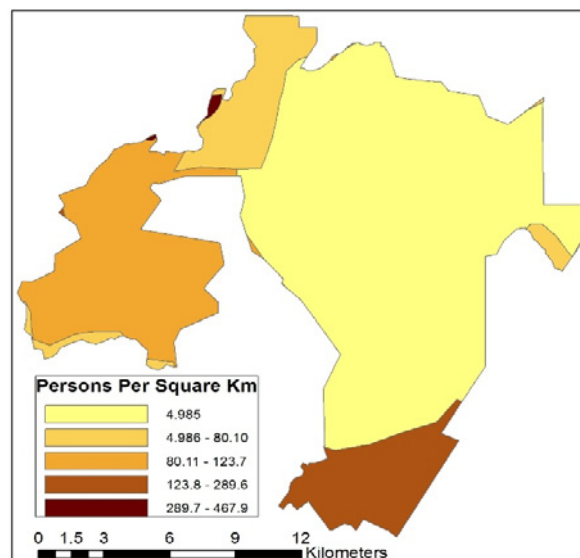 Persons Per Square Km
4.985
4.986 - 80.10
80.11 - 123.7
123.8 - 289.6
289.7 - 467.9
0 1.5 3 6 9 12
Kilometers